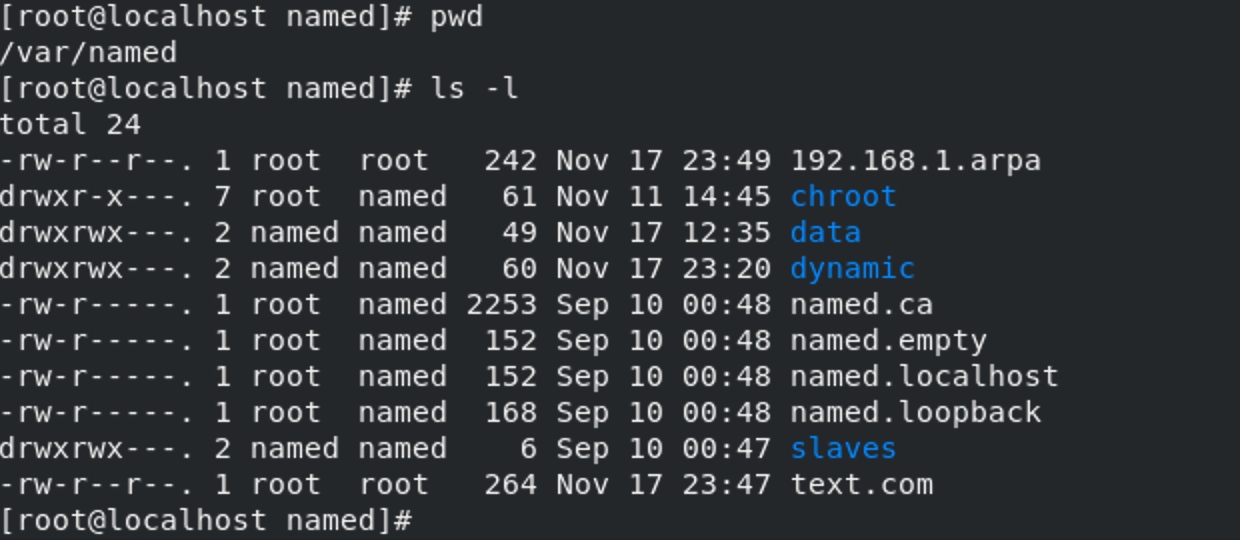 [root@localhost named]# pwd
/var/named
[root@localhost named]# ls -l
total 24
-rw-r--r--. 1 root  root   242 Nov 17 23:49 192.168.1.arpa
drwxr-x---. 7 root  named   61 Nov 11 14:45 chroot
drwxrwx---. 2 named named   49 Nov 17 12:35 data
drwxrwx---. 2 named named   60 Nov 17 23:20 dynamic
-rw-r-----. 1 root  named 2253 Sep 10 00:48 named.ca
-rw-r-----. 1 root  named  152 Sep 10 00:48 named.empty
-rw-r-----. 1 root  named  152 Sep 10 00:48 named.localhost
-rw-r-----. 1 root  named  168 Sep 10 00:48 named.loopback
drwxrwx---. 2 named named    6 Sep 10 00:47 slaves
-rw-r--r--. 1 root  root   264 Nov 17 23:47 text.com
[root@localhost named]#